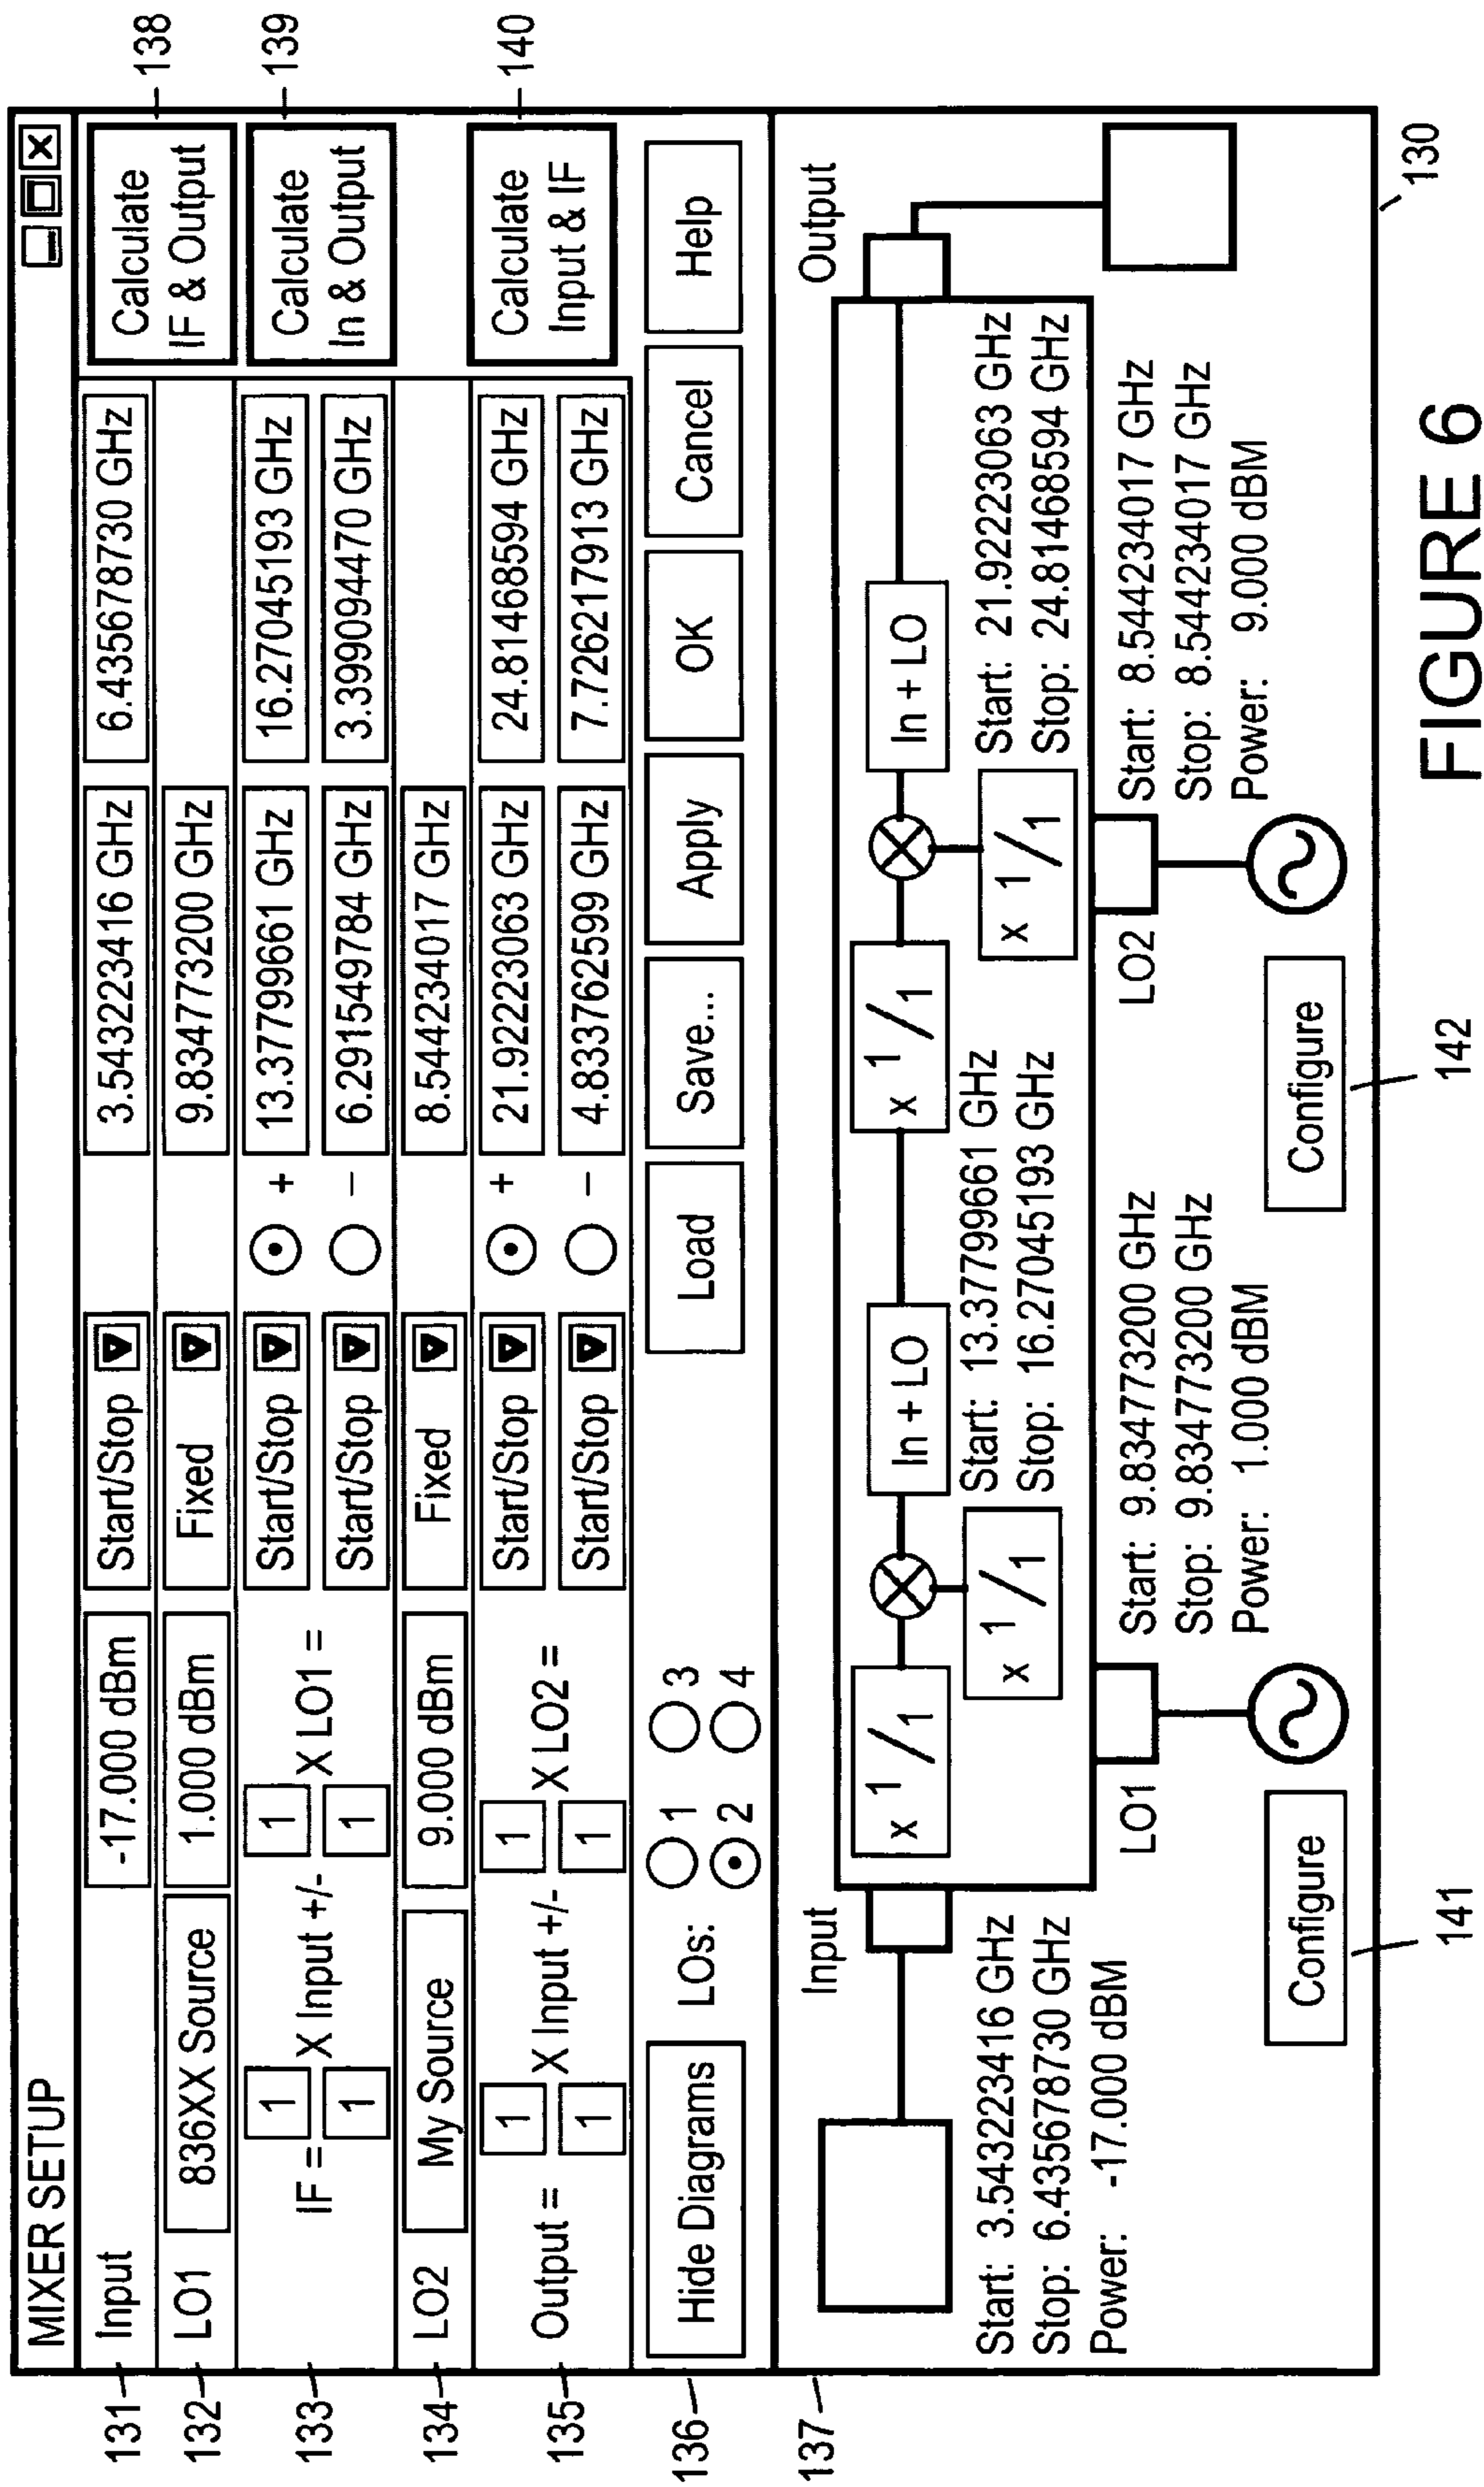 MIXER SETUP
131 Input -17.000 dBm Start/Stop 3.543223416 GHz 6.435678730 GHz Calculate IF & Output 138
132 LO1 836XX Source 1.000 dBm Fixed 9.834773200 GHz
133 IF = 1 X Input +/- 1 X LO1 = Start/Stop + 13.37799661 GHz 16.27045193 GHz Calculate In & Output 139
1 1 Start/Stop – 6.291549784 GHz 3.399094470 GHz
134 LO2 My Source 9.000 dBm Fixed 8.544234017 GHz
135 Output = 1 X Input +/- 1 X LO2 = Start/Stop + 21.92223063 GHz 24.81468594 GHz Calculate Input & IF 140
1 1 Start/Stop – 4.833762599 GHz 7.726217913 GHz
136 Hide Diagrams LOs: 1 3 Load Save... Apply OK Cancel Help
2 4
137
Input Output
x 1/1 In + LO x 1/1 In + LO
x 1/1 x 1/1
Start: 3.543223416 GHz
Stop: 6.435678730 GHz
Power: -17.000 dBM
Start: 13.37799661 GHz
Stop: 16.27045193 GHz
Start: 21.92223063 GHz
Stop: 24.81468594 GHz
LO1
Start: 9.834773200 GHz
Stop: 9.834773200 GHz
Power: 1.000 dBM
LO2
Start: 8.544234017 GHz
Stop: 8.544234017 GHz
Power: 9.000 dBM
Configure Configure
141 142 130
FIGURE 6